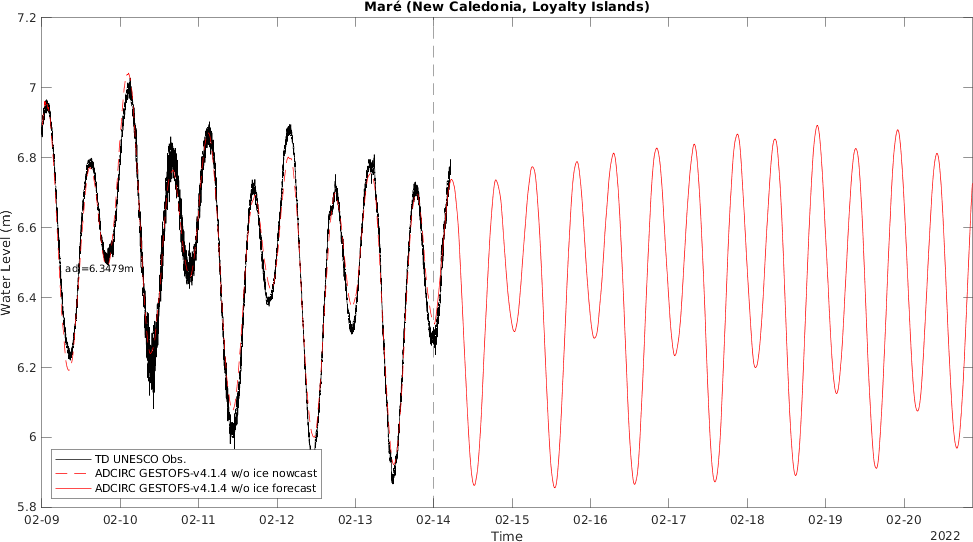 Maré (New Caledonia, Loyalty Islands)
7.2
7
6.8
6.6
6.4
6.2
6
5.8
Water Level (m)
adj=6.3479m
TD UNESCO Obs.
ADCIRC GESTOFS-v4.1.4 w/o ice nowcast
ADCIRC GESTOFS-v4.1.4 w/o ice forecast
02-09 02-10 02-11 02-12 02-13 02-14 02-15 02-16 02-17 02-18 02-19 02-20
Time
2022